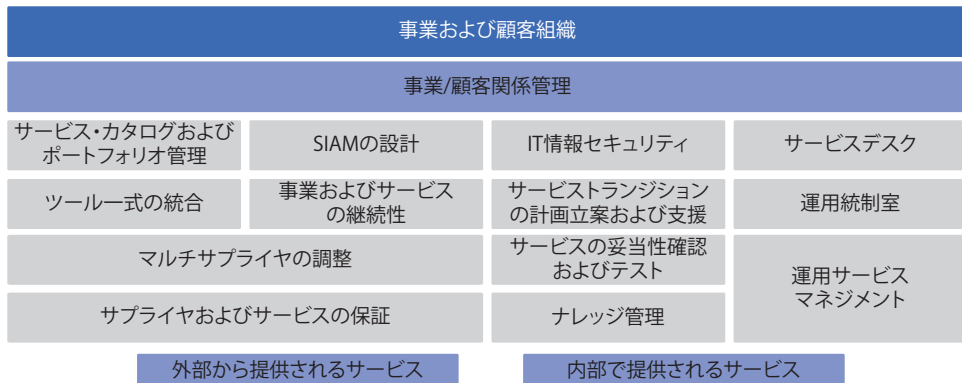 事業および顧客組織
事業/顧客関係管理
サービス・カタログおよび
ポートフォリオ管理
SIAMの設計
IT情報セキュリティ
サービスデスク
ツール一式の統合
事業およびサービス
の継続性
サービストランジション
の計画立案および支援
運用統制室
マルチサプライヤの調整
サービスの妥当性確認
およびテスト
運用サービス
マネジメント
サプライヤおよびサービスの保証
ナレッジ管理
外部から提供されるサービス
内部で提供されるサービス